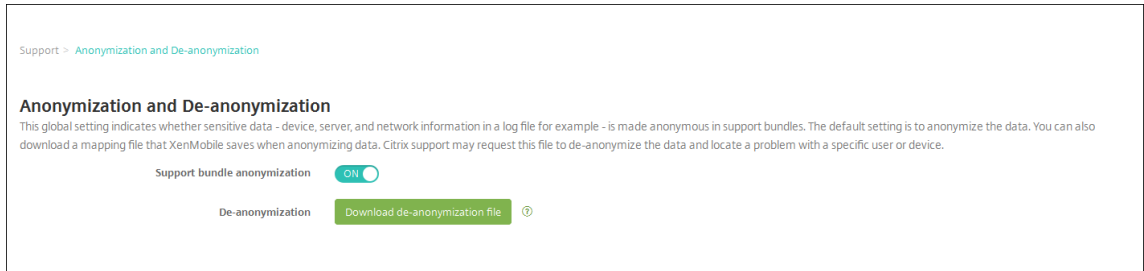 Support > Anonymization and De-anonymization
Anonymization and De-anonymization
This global setting indicates whether sensitive data - device, server, and network information in a log file for example - is made anonymous in support bundles. The default setting is to anonymize the data. You can also
download a mapping file that XenMobile saves when anonymizing data. Citrix support may request this file to de-anonymize the data and locate a problem with a specific user or device.
Support bundle anonymization ON
De-anonymization Download de-anonymization file ?